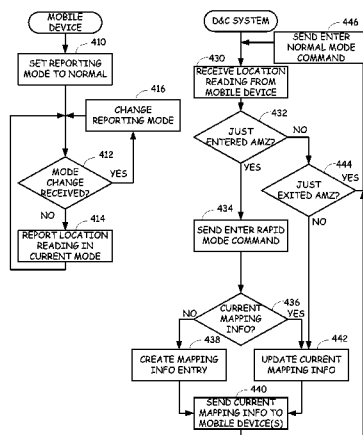 MOBILE
DEVICE
410
SET REPORTING
MODE TO NORMAL
416
CHANGE
REPORTING MODE
412
MODE
CHANGE
RECEIVED?
YES
NO
414
REPORT LOCATION
READING IN
CURRENT MODE
D&C SYSTEM
446
SEND ENTER
NORMAL MODE
COMMAND
430
RECEIVE LOCATION
READING FROM
MOBILE DEVICE
432
JUST
ENTERED AMZ?
NO
YES
444
YES
JUST
EXITED AMZ?
NO
434
SEND ENTER RAPID
MODE COMMAND
436
CURRENT
MAPPING
INFO?
NO
YES
438
CREATE MAPPING
INFO ENTRY
442
UPDATE CURRENT
MAPPING INFO
440
SEND CURRENT
MAPPING INFO TO
MOBILE DEVICE(S)